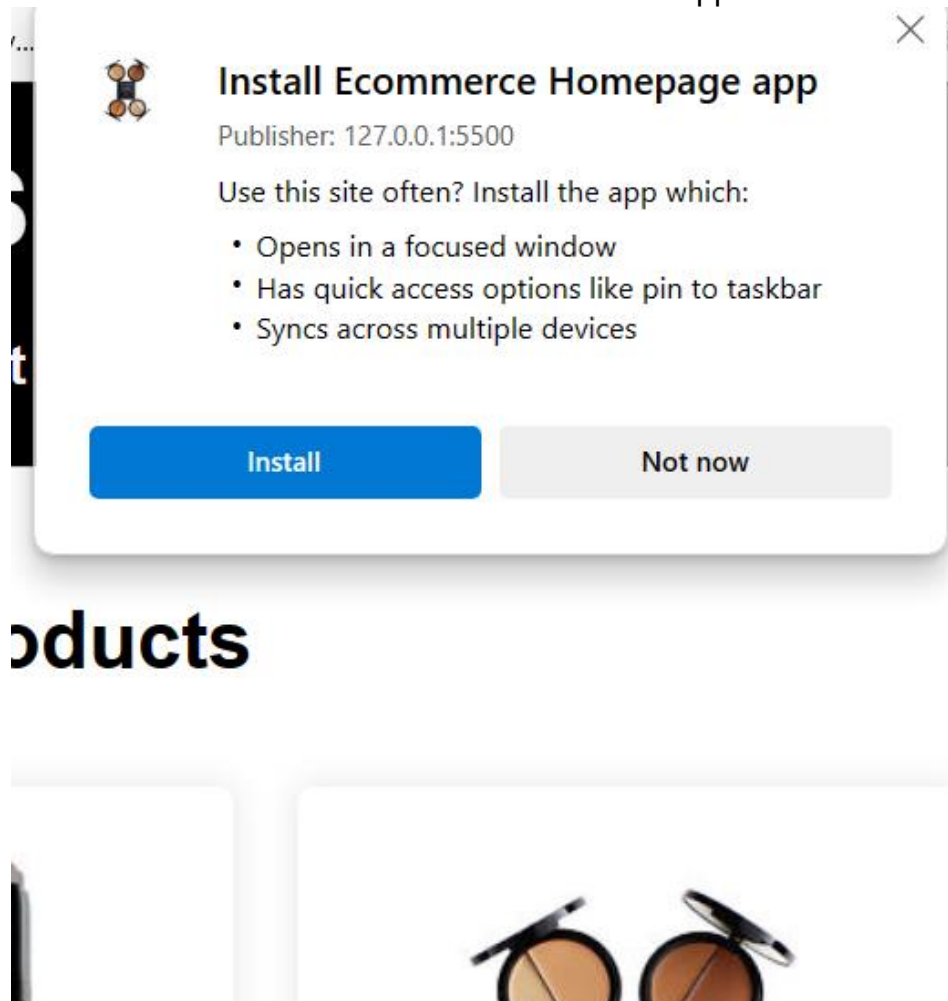 Install Ecommerce Homepage app
Publisher: 127.0.0.1:5500
Use this site often? Install the app which:
• Opens in a focused window
• Has quick access options like pin to taskbar
• Syncs across multiple devices
Install
Not now
oducts